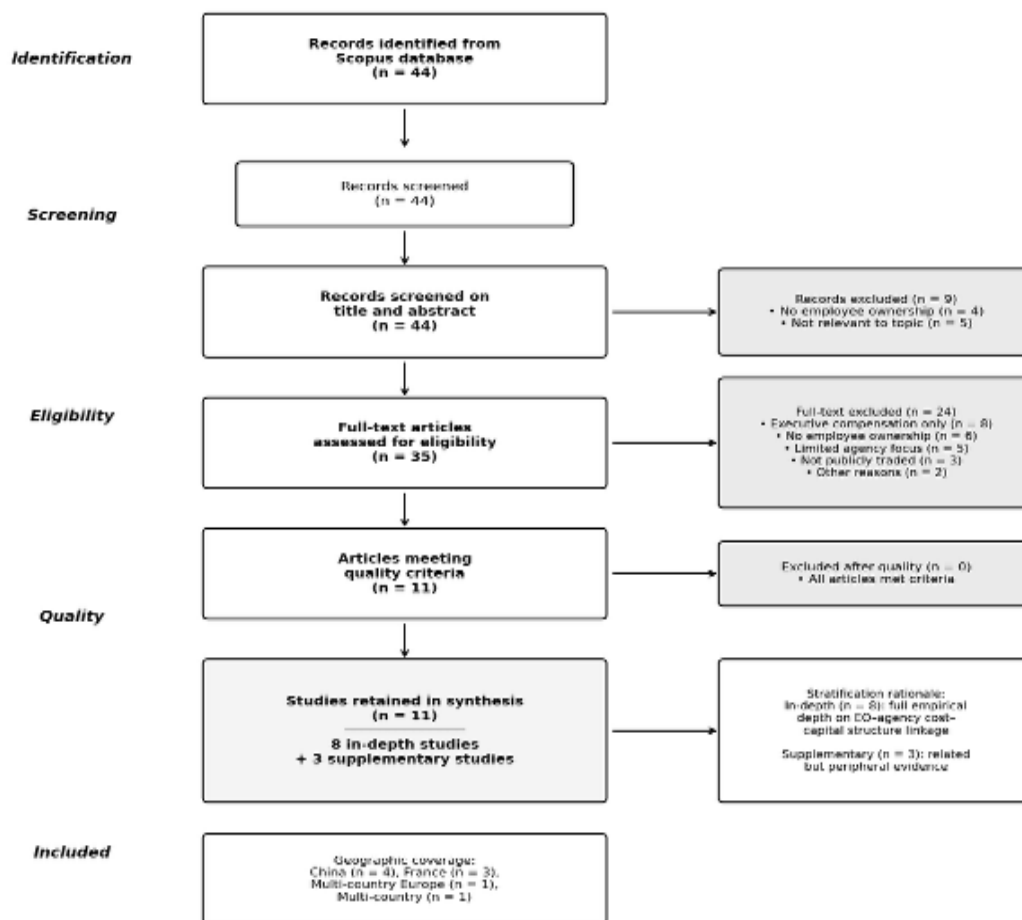 Identification
Records identified from
Scopus database
(n = 44)
Records screened
(n = 44)
Screening
Records screened on
title and abstract
(n = 44)
Records excluded (n = 9)
• No employee ownership (n = 4)
• Not relevant to topic (n = 5)
Eligibility
Full-text articles
assessed for eligibility
(n = 35)
Full-text excluded (n = 24)
• Executive compensation only (n = 8)
• No employee ownership (n = 6)
• Limited agency focus (n = 5)
• Not publicly traded (n = 3)
• Other reasons (n = 2)
Articles meeting
quality criteria
(n = 11)
Excluded after quality (n = 0)
• All articles met criteria
Quality
Studies retained in synthesis
(n = 11)
8 in-depth studies
+ 3 supplementary studies
Stratification rationale:
In-depth (n = 8): full empirical
depth on EO–agency cost–
capital structure linkage
Supplementary (n = 3): related
but peripheral evidence
Included
Geographic coverage:
China (n = 4), France (n = 3),
Multi-country Europe (n = 1),
Multi-country (n = 1)